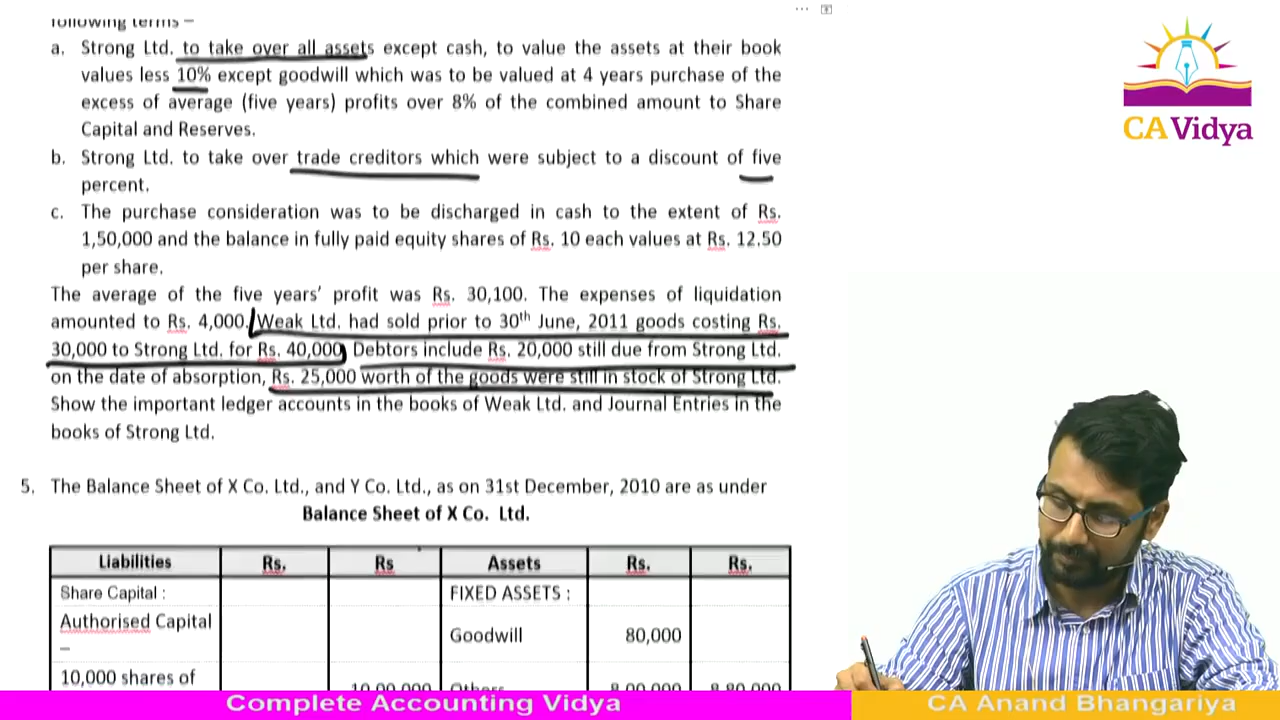 following terms –
a. Strong Ltd. to take over all assets except cash, to value the assets at their book
values less 10% except goodwill which was to be valued at 4 years purchase of the
excess of average (five years) profits over 8% of the combined amount to Share
Capital and Reserves.
b. Strong Ltd. to take over trade creditors which were subject to a discount of five
percent.
c. The purchase consideration was to be discharged in cash to the extent of Rs.
1,50,000 and the balance in fully paid equity shares of Rs. 10 each values at Rs. 12.50
per share.
The average of the five years’ profit was Rs. 30,100. The expenses of liquidation
amounted to Rs. 4,000. Weak Ltd. had sold prior to 30th June, 2011 goods costing Rs.
30,000 to Strong Ltd. for Rs. 40,000. Debtors include Rs. 20,000 still due from Strong Ltd.
on the date of absorption, Rs. 25,000 worth of the goods were still in stock of Strong Ltd.
Show the important ledger accounts in the books of Weak Ltd. and Journal Entries in the
books of Strong Ltd.
5. The Balance Sheet of X Co. Ltd., and Y Co. Ltd., as on 31st December, 2010 are as under
Balance Sheet of X Co. Ltd.
Liabilities Rs. Rs Assets Rs. Rs.
Share Capital : FIXED ASSETS :
Authorised Capital
–
Goodwill 80,000
10,000 shares of
10,00,000 Others 8,00,000 8,80,000
CA Vidya
Complete Accounting Vidya
CA Anand Bhangariya